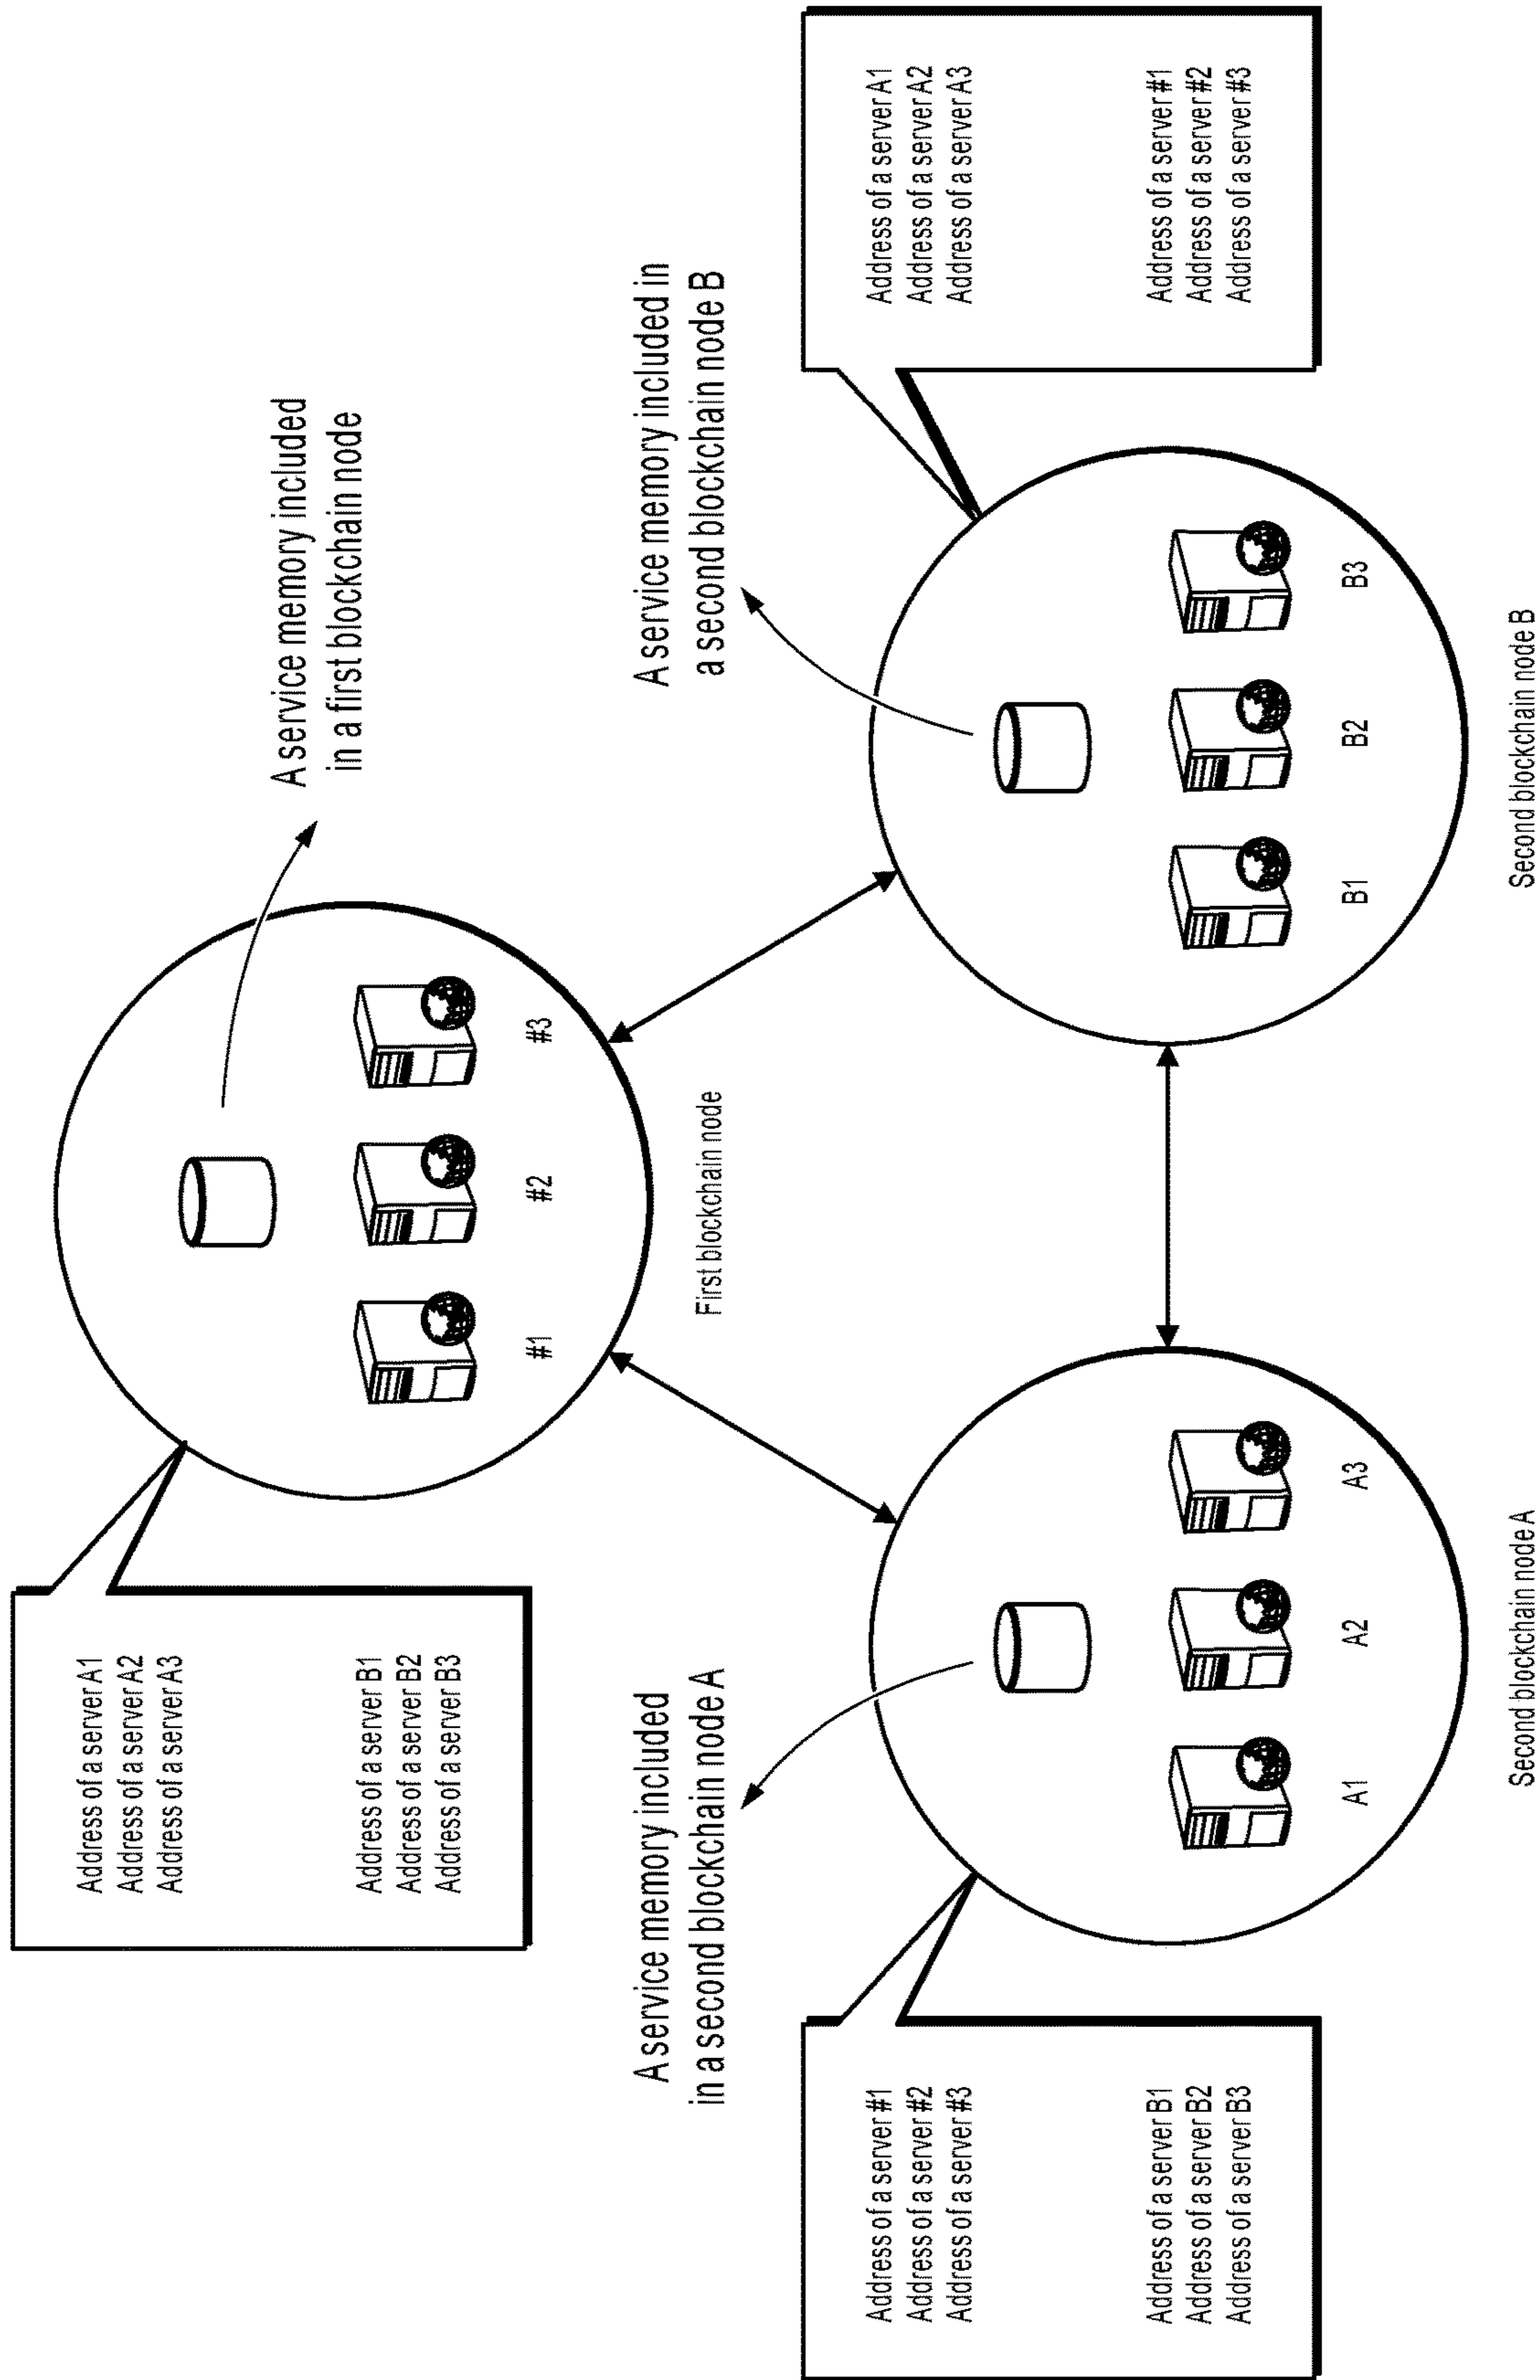 Address of a server A1
Address of a server A2
Address of a server A3
Address of a server B1
Address of a server B2
Address of a server B3
A service memory included
in a first blockchain node
#1
#2
#3
First blockchain node
A service memory included
in a second blockchain node A
A service memory included in
a second blockchain node B
Address of a server #1
Address of a server #2
Address of a server #3
Address of a server B1
Address of a server B2
Address of a server B3
Address of a server A1
Address of a server A2
Address of a server A3
Address of a server #1
Address of a server #2
Address of a server #3
A1
A2
A3
B1
B2
B3
Second blockchain node A
Second blockchain node B